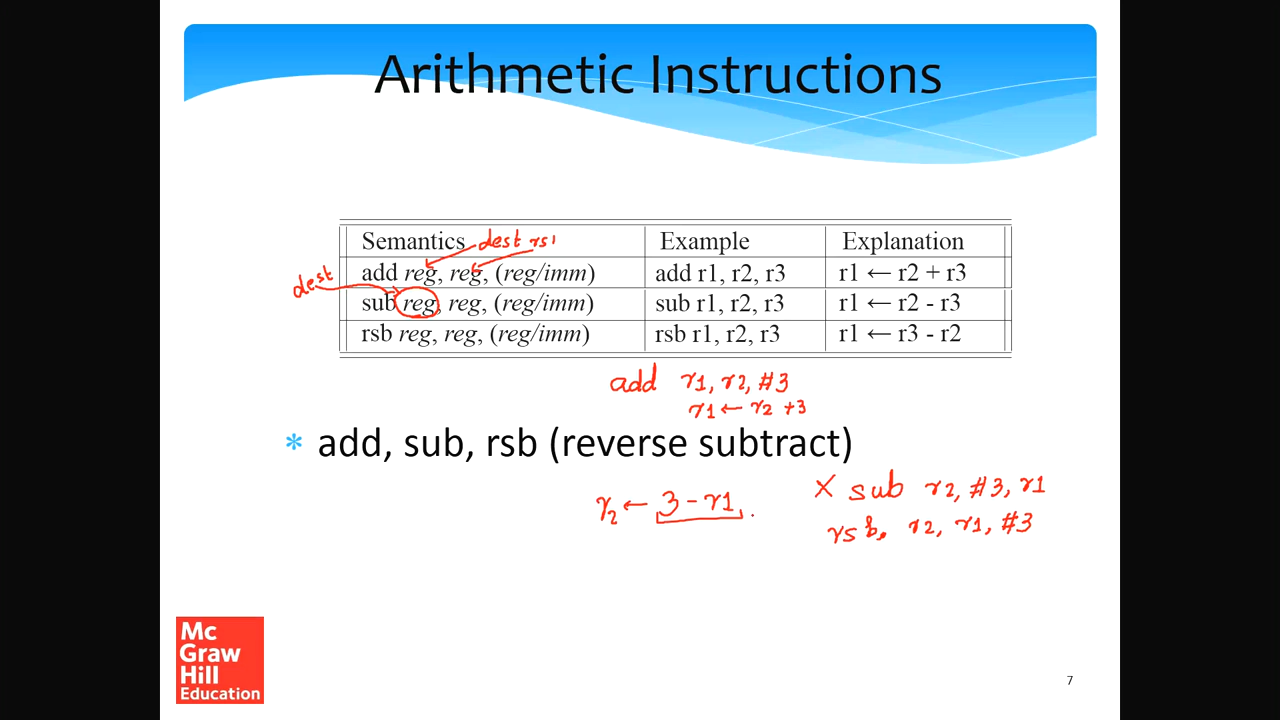 Arithmetic Instructions
Semantics dest rs1 Example Explanation
add reg, reg, (reg/imm) add r1, r2, r3 r1 ← r2 + r3
dest
sub reg, reg, (reg/imm) sub r1, r2, r3 r1 ← r2 - r3
rsb reg, reg, (reg/imm) rsb r1, r2, r3 r1 ← r3 - r2
add r1, r2, #3
r1 ← r2 + 3
* add, sub, rsb (reverse subtract)
r2 ← 3 - r1
X sub r2, #3, r1
rsb, r2, r1, #3
Mc
Graw
Hill
Education
7